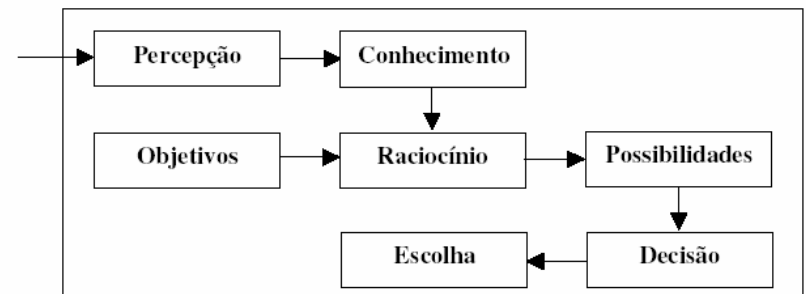 Percepção
Conhecimento
Objetivos
Raciocínio
Possibilidades
Escolha
Decisão